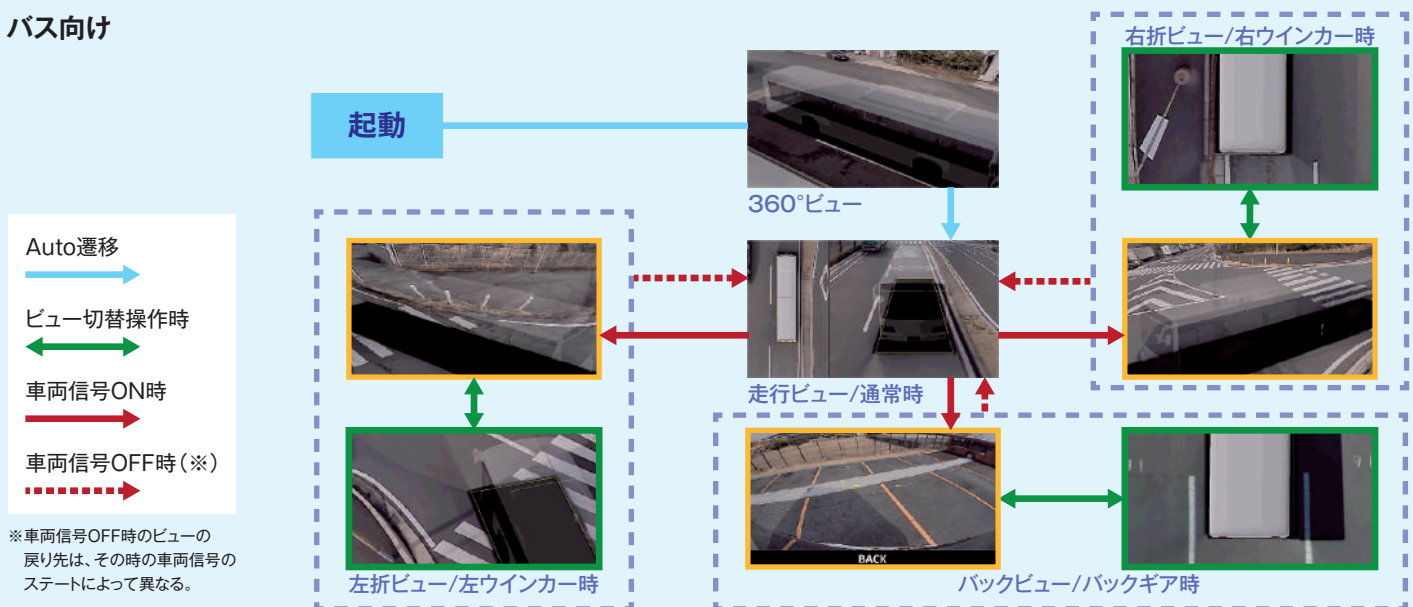 バス向け
右折ビュー/右ウインカー時
起動
360°ビュー
Auto遷移
ビュー切替操作時
車両信号ON時
車両信号OFF時(※)
※車両信号OFF時のビューの
戻り先は、その時の車両信号の
ステートによって異なる。
走行ビュー/通常時
BACK
左折ビュー/左ウインカー時
バックビュー/バックギア時